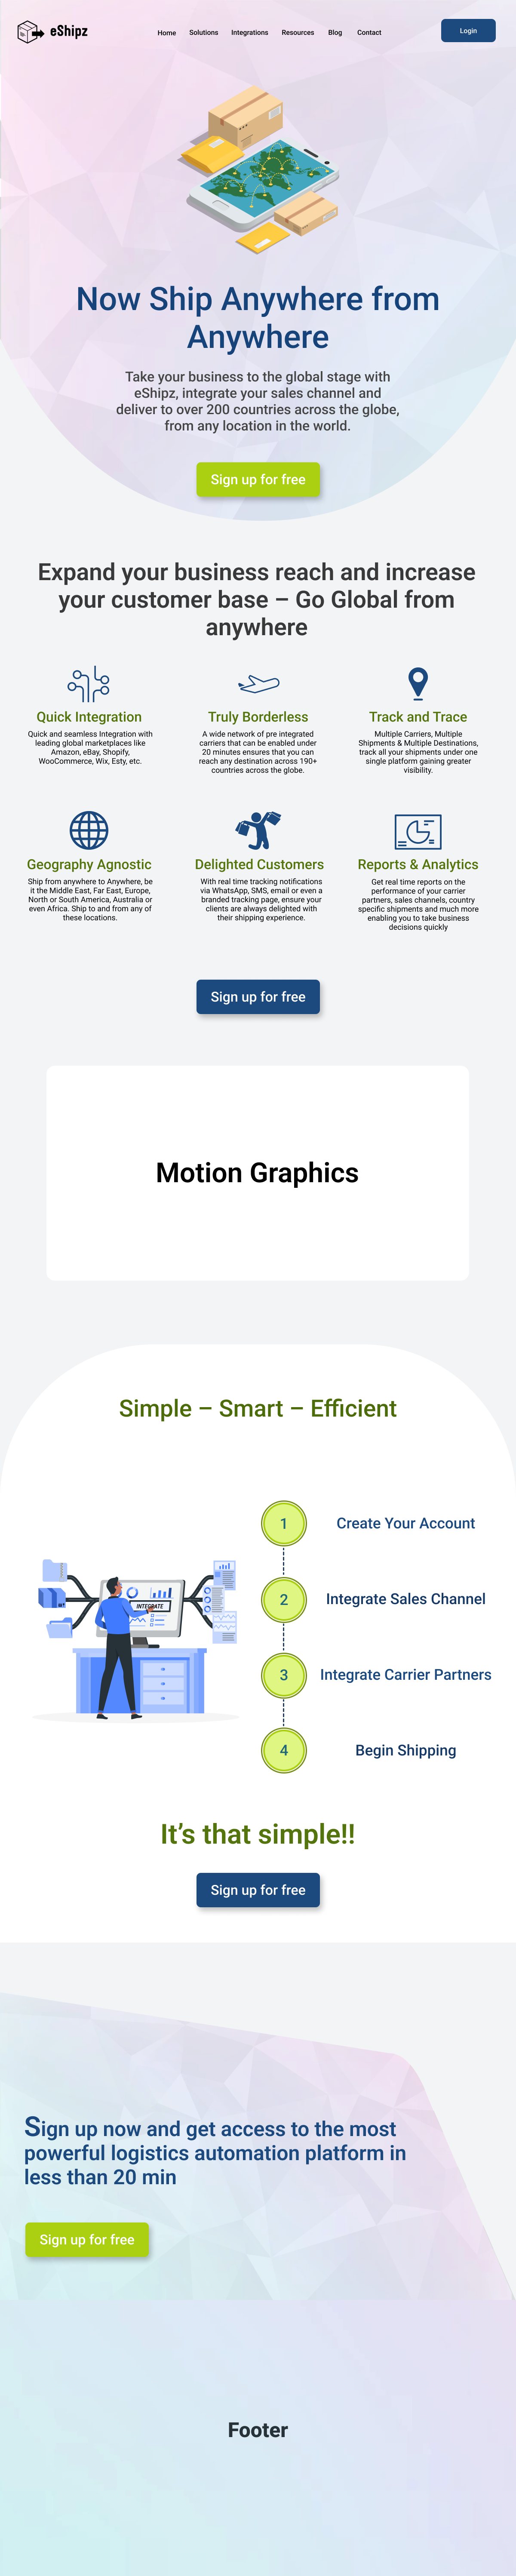 eShipz
Home Solutions Integrations Resources Blog Contact
Login
Now Ship Anywhere from
Anywhere
Take your business to the global stage with
eShipz, integrate your sales channel and
deliver to over 200 countries across the globe,
from any location in the world.
Sign up for free
Expand your business reach and increase
your customer base – Go Global from
anywhere
Quick Integration
Quick and seamless Integration with
leading global marketplaces like
Amazon, eBay, Shopify,
WooCommerce, Wix, Esty, etc.
Truly Borderless
A wide network of pre integrated
carriers that can be enabled under
20 minutes ensures that you can
reach any destination across 190+
countries across the globe.
Track and Trace
Multiple Carriers, Multiple
Shipments & Multiple Destinations,
track all your shipments under one
single platform gaining greater
visibility.
Geography Agnostic
Ship from anywhere to Anywhere, be
it the Middle East, Far East, Europe,
North or South America, Australia or
even Africa. Ship to and from any of
these locations.
Delighted Customers
With real time tracking notifications
via WhatsApp, SMS, email or even a
branded tracking page, ensure your
clients are always delighted with
their shipping experience.
Reports & Analytics
Get real time reports on the
performance of your carrier
partners, sales channels, country
specific shipments and much more
enabling you to take business
decisions quickly
Sign up for free
Motion Graphics
Simple – Smart – Efficient
INTEGRATE
1 Create Your Account
2 Integrate Sales Channel
3 Integrate Carrier Partners
4 Begin Shipping
It's that simple!!
Sign up for free
Sign up now and get access to the most
powerful logistics automation platform in
less than 20 min
Sign up for free
Footer